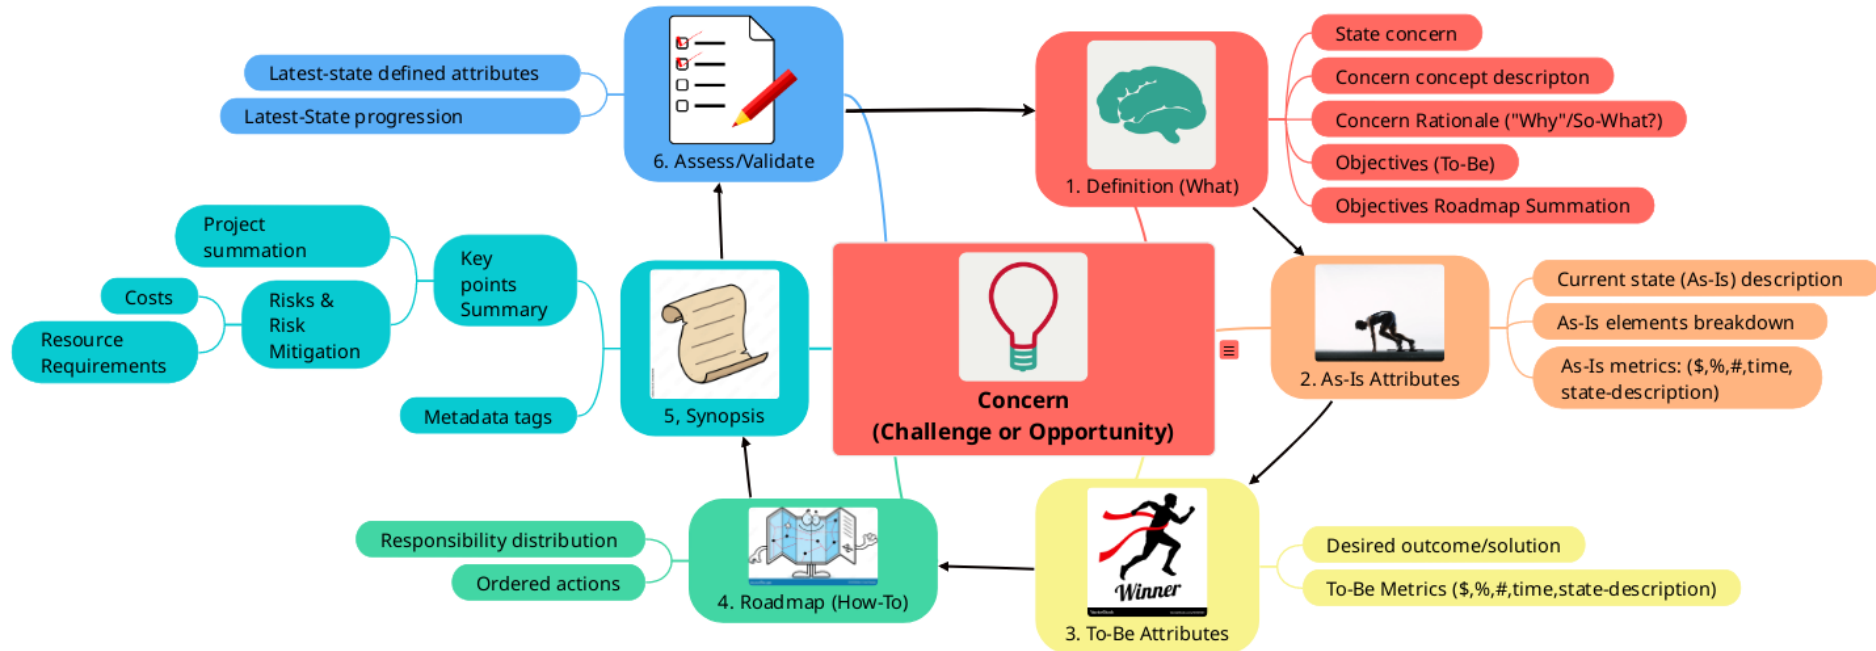 State concern
Concern concept descripton
Concern Rationale ("Why"/So-What?)
Objectives (To-Be)
Objectives Roadmap Summation
1. Definition (What)
Latest-state defined attributes
Latest-State progression
6. Assess/Validate
Current state (As-Is) description
As-Is elements breakdown
As-Is metrics: ($,%,#,time,
state-description)
2. As-Is Attributes
Concern
(Challenge or Opportunity)
Project
summation
Key
points
Summary
Costs
Risks &
Risk
Mitigation
Resource
Requirements
Metadata tags
5, Synopsis
Responsibility distribution
Ordered actions
4. Roadmap (How-To)
Winner
Desired outcome/solution
To-Be Metrics ($,%,#,time,state-description)
3. To-Be Attributes